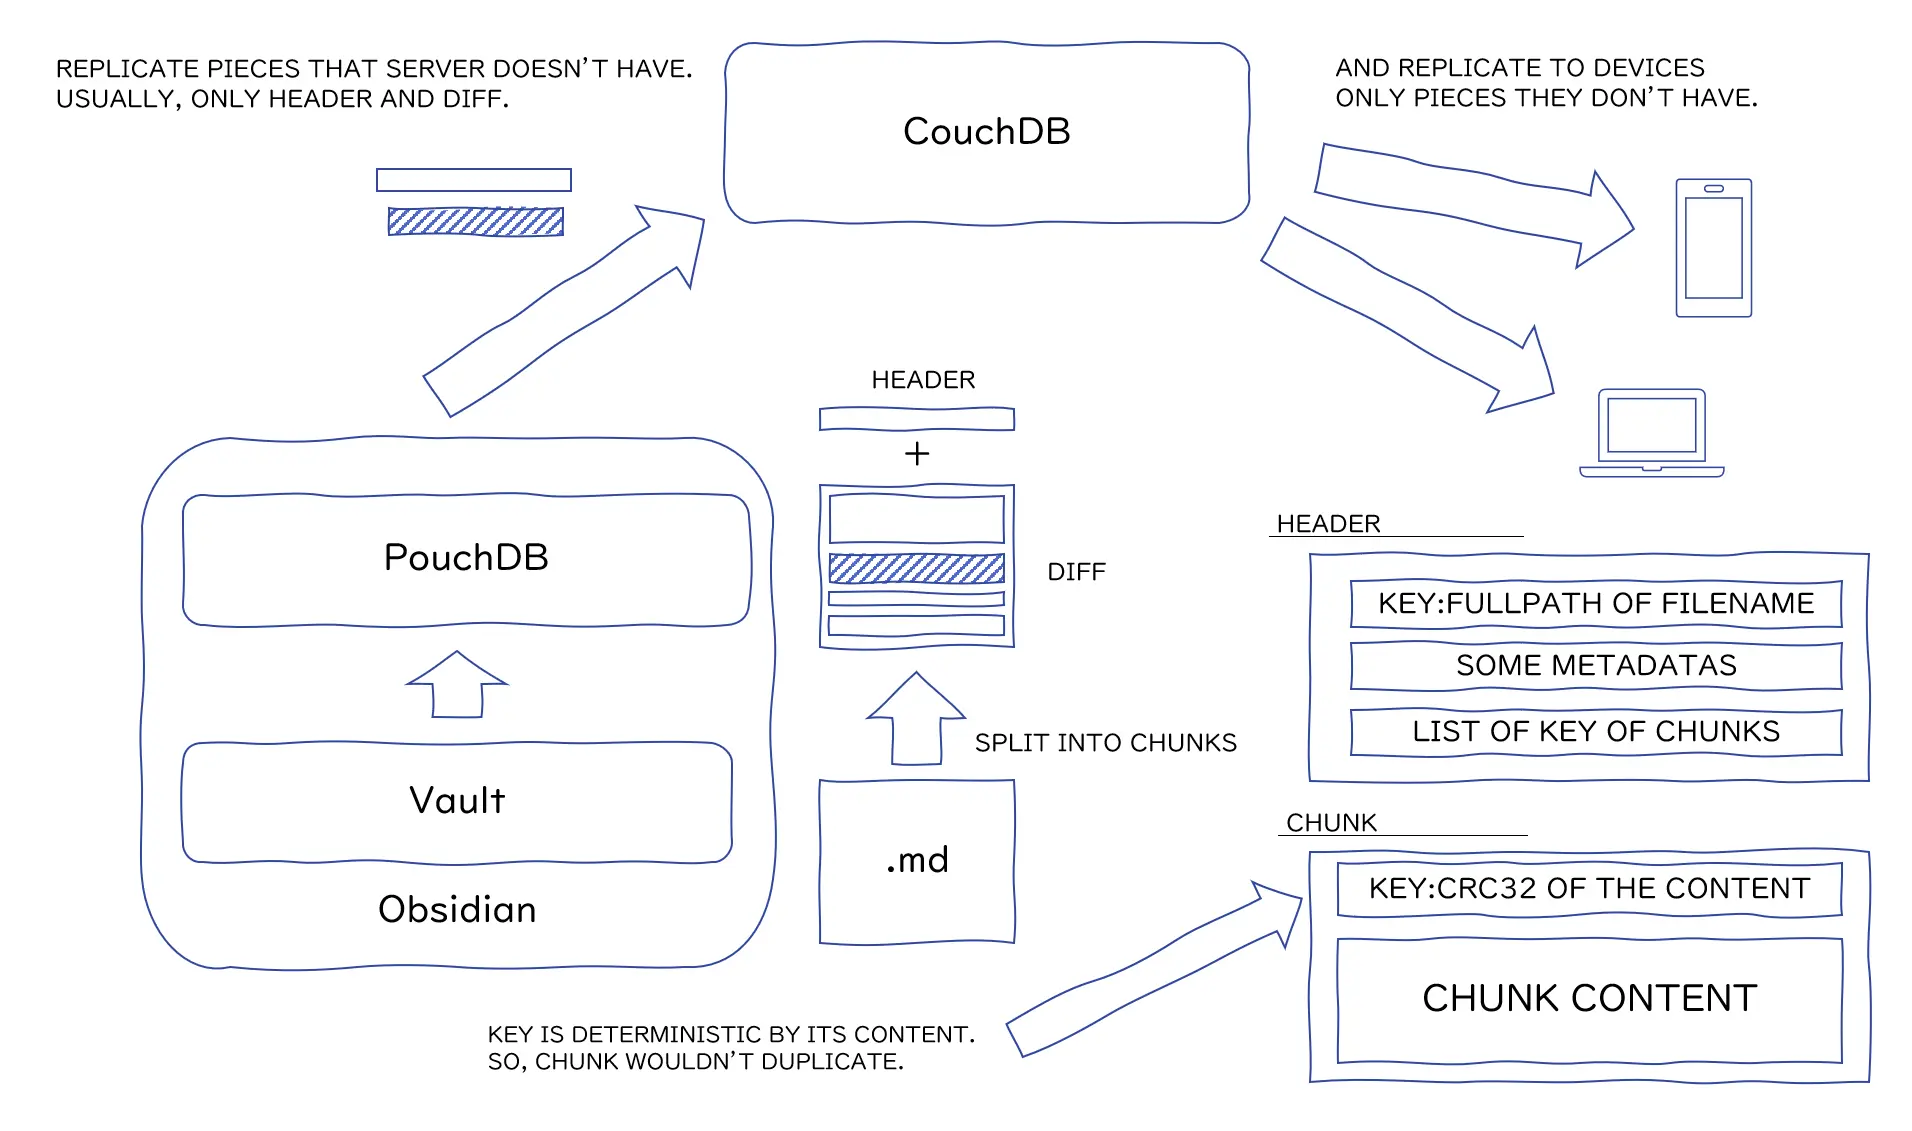 REPLICATE PIECES THAT SERVER DOESN'T HAVE.
USUALLY, ONLY HEADER AND DIFF.
CouchDB
AND REPLICATE TO DEVICES
ONLY PIECES THEY DON'T HAVE.
HEADER
+
DIFF
SPLIT INTO CHUNKS
.md
PouchDB
Vault
Obsidian
HEADER
KEY:FULLPATH OF FILENAME
SOME METADATAS
LIST OF KEY OF CHUNKS
CHUNK
KEY:CRC32 OF THE CONTENT
CHUNK CONTENT
KEY IS DETERMINISTIC BY ITS CONTENT.
SO, CHUNK WOULDN'T DUPLICATE.